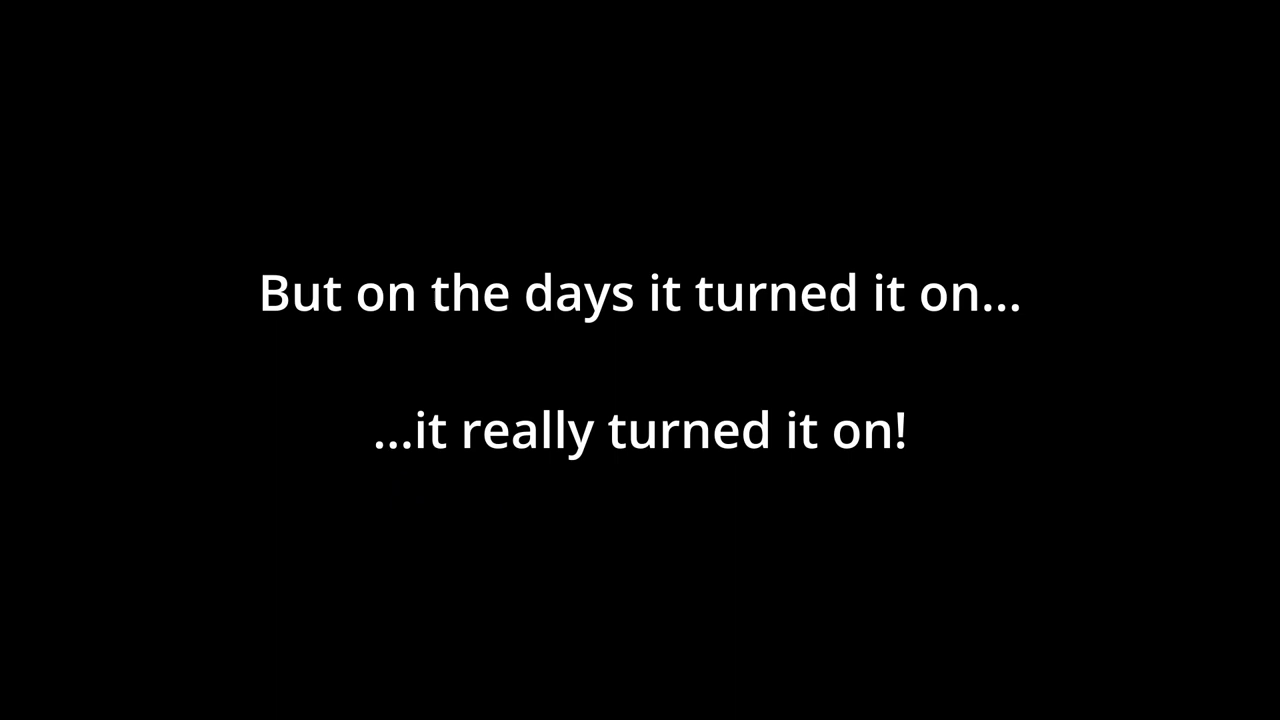 But on the days it turned it on...
...it really turned it on!